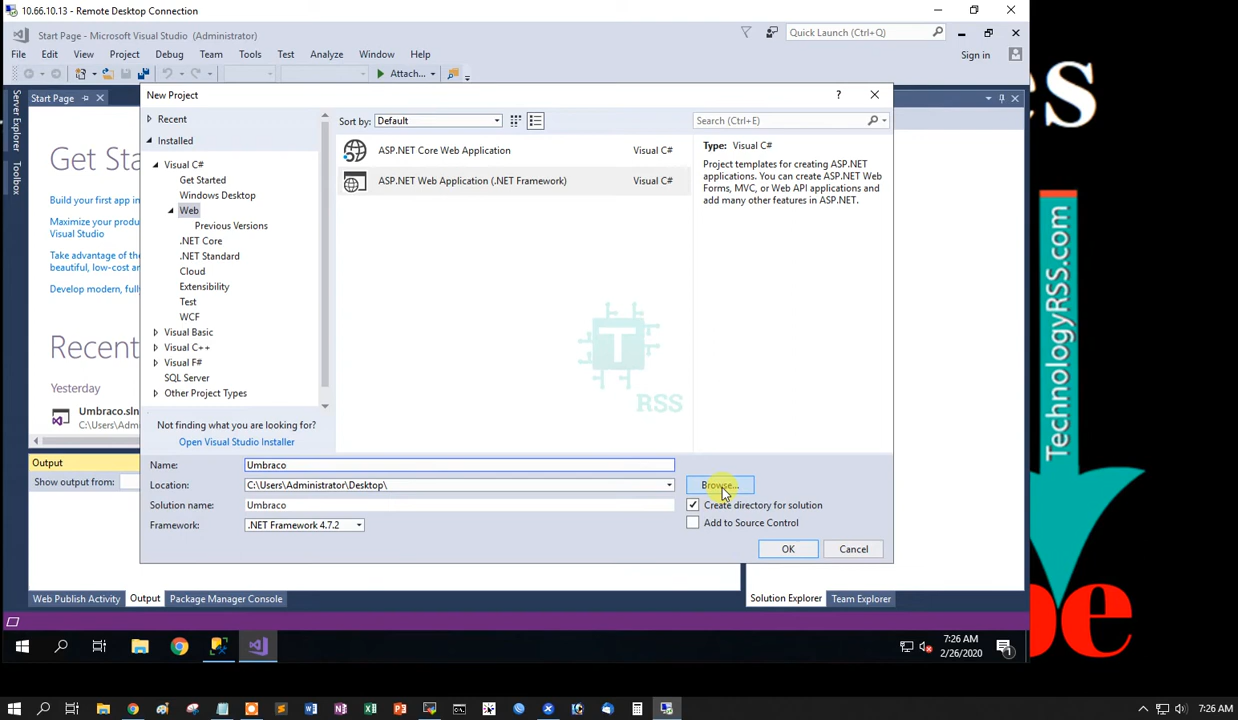 10.66.10.13 - Remote Desktop Connection
Start Page - Microsoft Visual Studio (Administrator)
Quick Launch (Ctrl+Q)
File Edit View Project Debug Team Tools Test Analyze Window Help
Sign in
Attach...
Server Explorer
Toolbox
Start Page
Get Sta
Build your first app in
Maximize your produ
Visual Studio
Take advantage of the
beautiful, low-cost an
Develop modern, full
Recent
Yesterday
Umbraco.sln
C:\Users\Adm
New Project
?
Recent
Installed
Visual C#
Get Started
Windows Desktop
Web
Previous Versions
.NET Core
.NET Standard
Cloud
Extensibility
Test
WCF
Visual Basic
Visual C++
Visual F#
SQL Server
Other Project Types
Not finding what you are looking for?
Open Visual Studio Installer
Sort by: Default
Search (Ctrl+E)
ASP.NET Core Web Application Visual C#
ASP.NET Web Application (.NET Framework) Visual C#
Type: Visual C#
Project templates for creating ASP.NET
applications. You can create ASP.NET Web
Forms, MVC, or Web API applications and
add many other features in ASP.NET.
T
RSS
Name: Umbraco
Location: C:\Users\Administrator\Desktop\
Browse...
Solution name: Umbraco
Create directory for solution
Framework: .NET Framework 4.7.2
Add to Source Control
OK Cancel
Output
Show output from:
Web Publish Activity Output Package Manager Console
Solution Explorer Team Explorer
7:26 AM
2/26/2020
1
es
TechnologyRSS.com
be
7:26 AM